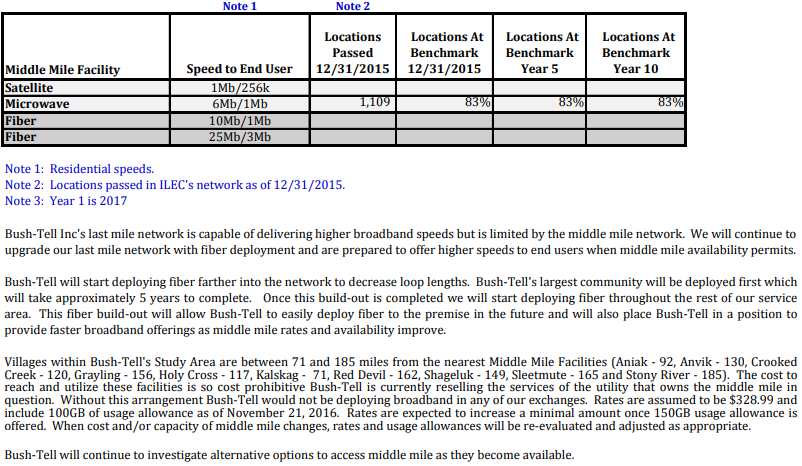 Note 1 Note 2
Locations Locations At Locations At Locations At
Passed Benchmark Benchmark Benchmark
Middle Mile Facility Speed to End User 12/31/2015 12/31/2015 Year 5 Year 10
Satellite 1Mb/256k
Microwave 6Mb/1Mb 1,109 83% 83% 83%
Fiber 10Mb/1Mb
Fiber 25Mb/3Mb
Note 1: Residential speeds.
Note 2: Locations passed in ILEC's network as of 12/31/2015.
Note 3: Year 1 is 2017
Bush-Tell Inc's last mile network is capable of delivering higher broadband speeds but is limited by the middle mile network. We will continue to
upgrade our last mile network with fiber deployment and are prepared to offer higher speeds to end users when middle mile availability permits.
Bush-Tell will start deploying fiber farther into the network to decrease loop lengths. Bush-Tell's largest community will be deployed first which
will take approximately 5 years to complete. Once this build-out is completed we will start deploying fiber throughout the rest of our service
area. This fiber build-out will allow Bush-Tell to easily deploy fiber to the premise in the future and will also place Bush-Tell in a position to
provide faster broadband offerings as middle mile rates and availability improve.
Villages within Bush-Tell's Study Area are between 71 and 185 miles from the nearest Middle Mile Facilities (Aniak - 92, Anvik - 130, Crooked
Creek - 120, Grayling - 156, Holy Cross - 117, Kalskag - 71, Red Devil - 162, Shageluk - 149, Sleetmute - 165 and Stony River - 185). The cost to
reach and utilize these facilities is so cost prohibitive Bush-Tell is currently reselling the services of the utility that owns the middle mile in
question. Without this arrangement Bush-Tell would not be deploying broadband in any of our exchanges. Rates are assumed to be $328.99 and
include 100GB of usage allowance as of November 21, 2016. Rates are expected to increase a minimal amount once 150GB usage allowance is
offered. When cost and/or capacity of middle mile changes, rates and usage allowances will be re-evaluated and adjusted as appropriate.
Bush-Tell will continue to investigate alternative options to access middle mile as they become available.